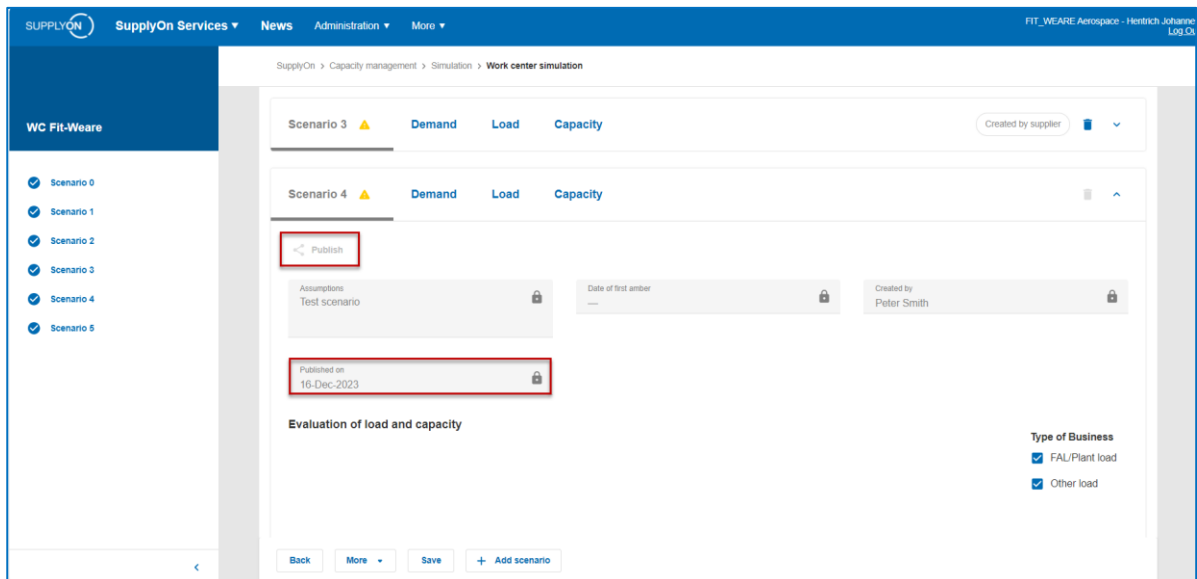 SUPPLYON SupplyOn Services News Administration More FIT_WEARE Aerospace - Hentrich Johanne
Log Ou
SupplyOn > Capacity management > Simulation > Work center simulation
WC Fit-Weare
Scenario 0
Scenario 1
Scenario 2
Scenario 3
Scenario 4
Scenario 5
Scenario 3 Demand Load Capacity Created by supplier
Scenario 4 Demand Load Capacity
Publish
Assumptions Date of first amber Created by
Test scenario — Peter Smith
Published on
16-Dec-2023
Evaluation of load and capacity
Type of Business
FAL/Plant load
Other load
Back More Save + Add scenario